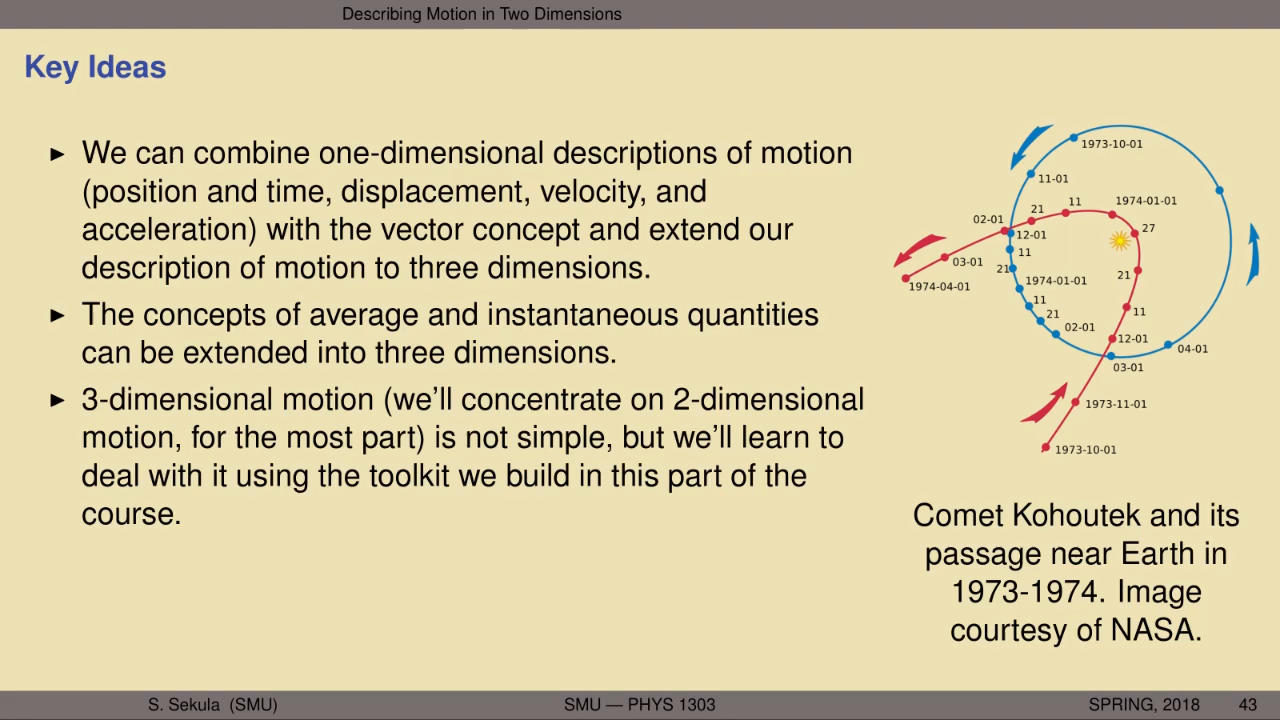 Describing Motion in Two Dimensions
Key Ideas
► We can combine one-dimensional descriptions of motion
(position and time, displacement, velocity, and
acceleration) with the vector concept and extend our
description of motion to three dimensions.
► The concepts of average and instantaneous quantities
can be extended into three dimensions.
► 3-dimensional motion (we'll concentrate on 2-dimensional
motion, for the most part) is not simple, but we'll learn to
deal with it using the toolkit we build in this part of the
course.
1973-10-01
11-01
1974-01-01
11
21
02-01
27
12-01
11
03-01
21
21
1974-01-01
1974-04-01
11
11
21
02-01
12-01
04-01
03-01
1973-11-01
1973-10-01
Comet Kohoutek and its
passage near Earth in
1973-1974. Image
courtesy of NASA.
S. Sekula (SMU)
SMU — PHYS 1303
SPRING, 2018
43